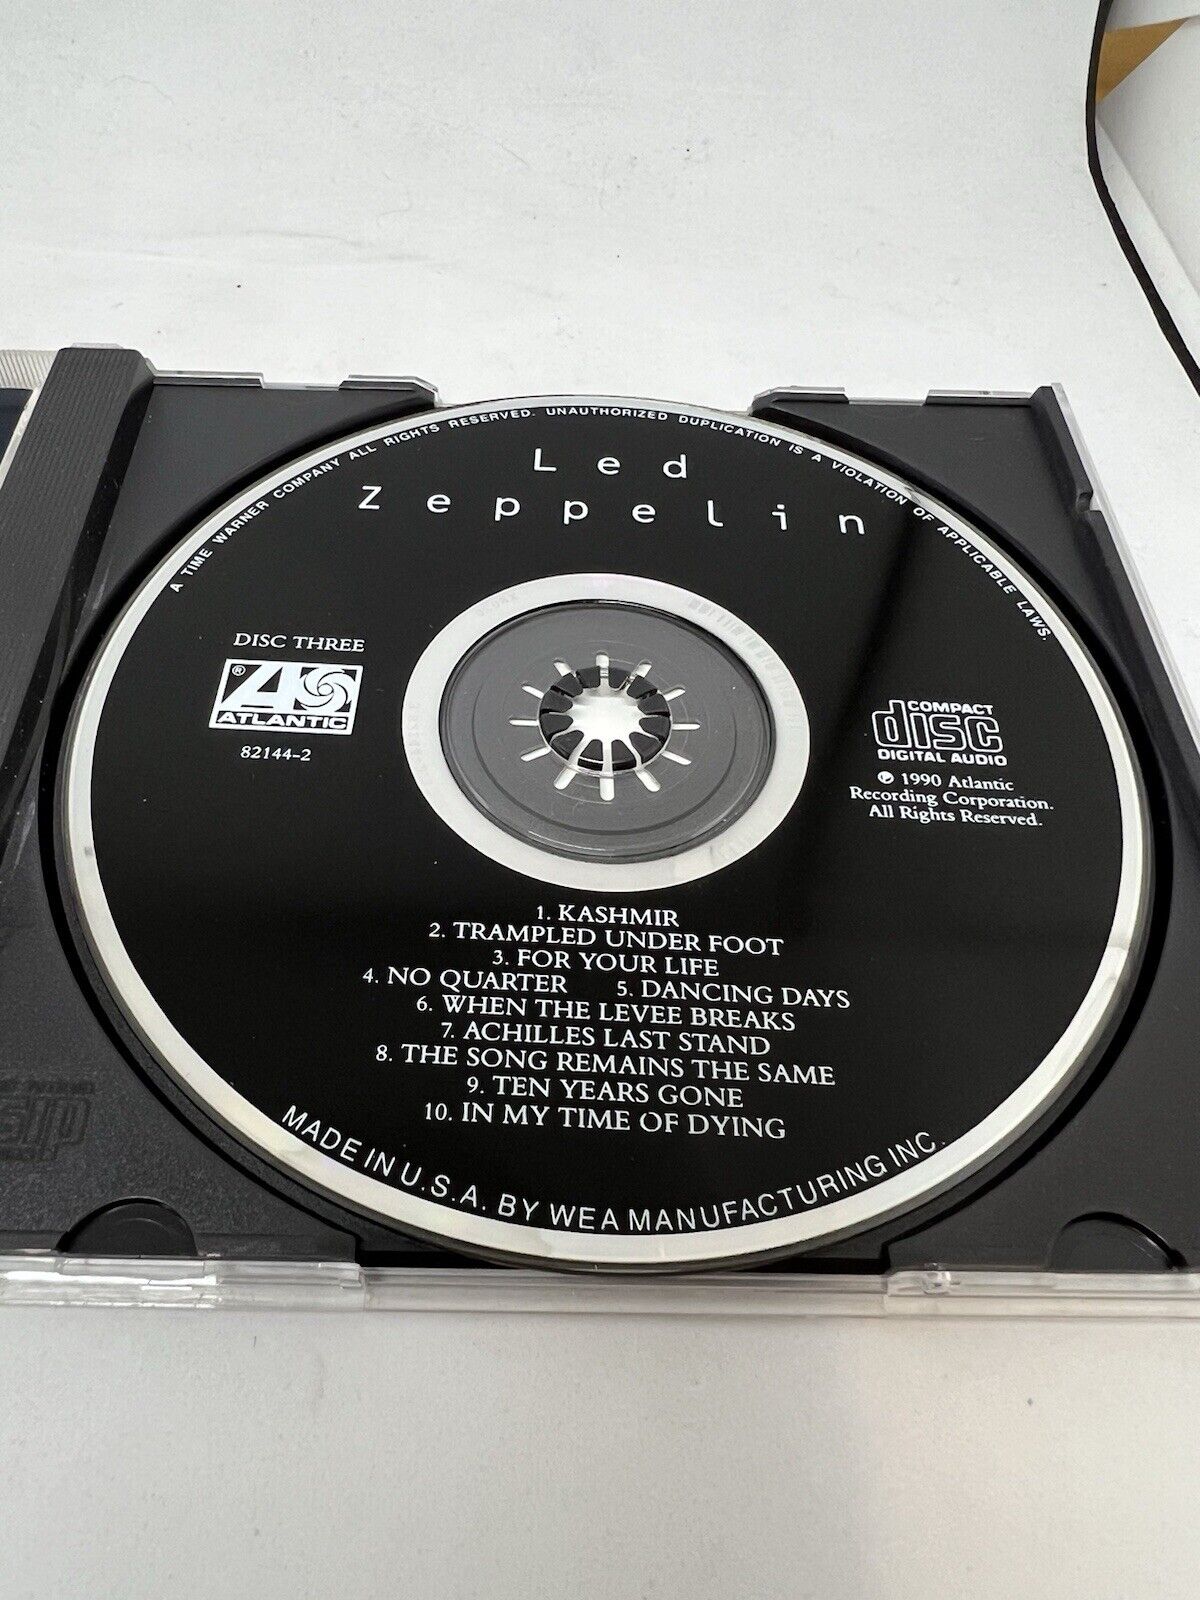 A TIME WARNER COMPANY ALL RIGHTS RESERVED. UNAUTHORIZED DUPLICATION IS A VIOLATION OF APPLICABLE LAWS.
Led
Zeppelin
DISC THREE
®
ATLANTIC
82144-2
COMPACT
disc
DIGITAL AUDIO
℗ 1990 Atlantic
Recording Corporation.
All Rights Reserved.
1. KASHMIR
2. TRAMPLED UNDER FOOT
3. FOR YOUR LIFE
4. NO QUARTER 5. DANCING DAYS
6. WHEN THE LEVEE BREAKS
7. ACHILLES LAST STAND
8. THE SONG REMAINS THE SAME
9. TEN YEARS GONE
10. IN MY TIME OF DYING
MADE IN U.S.A. BY WEA MANUFACTURING INC.